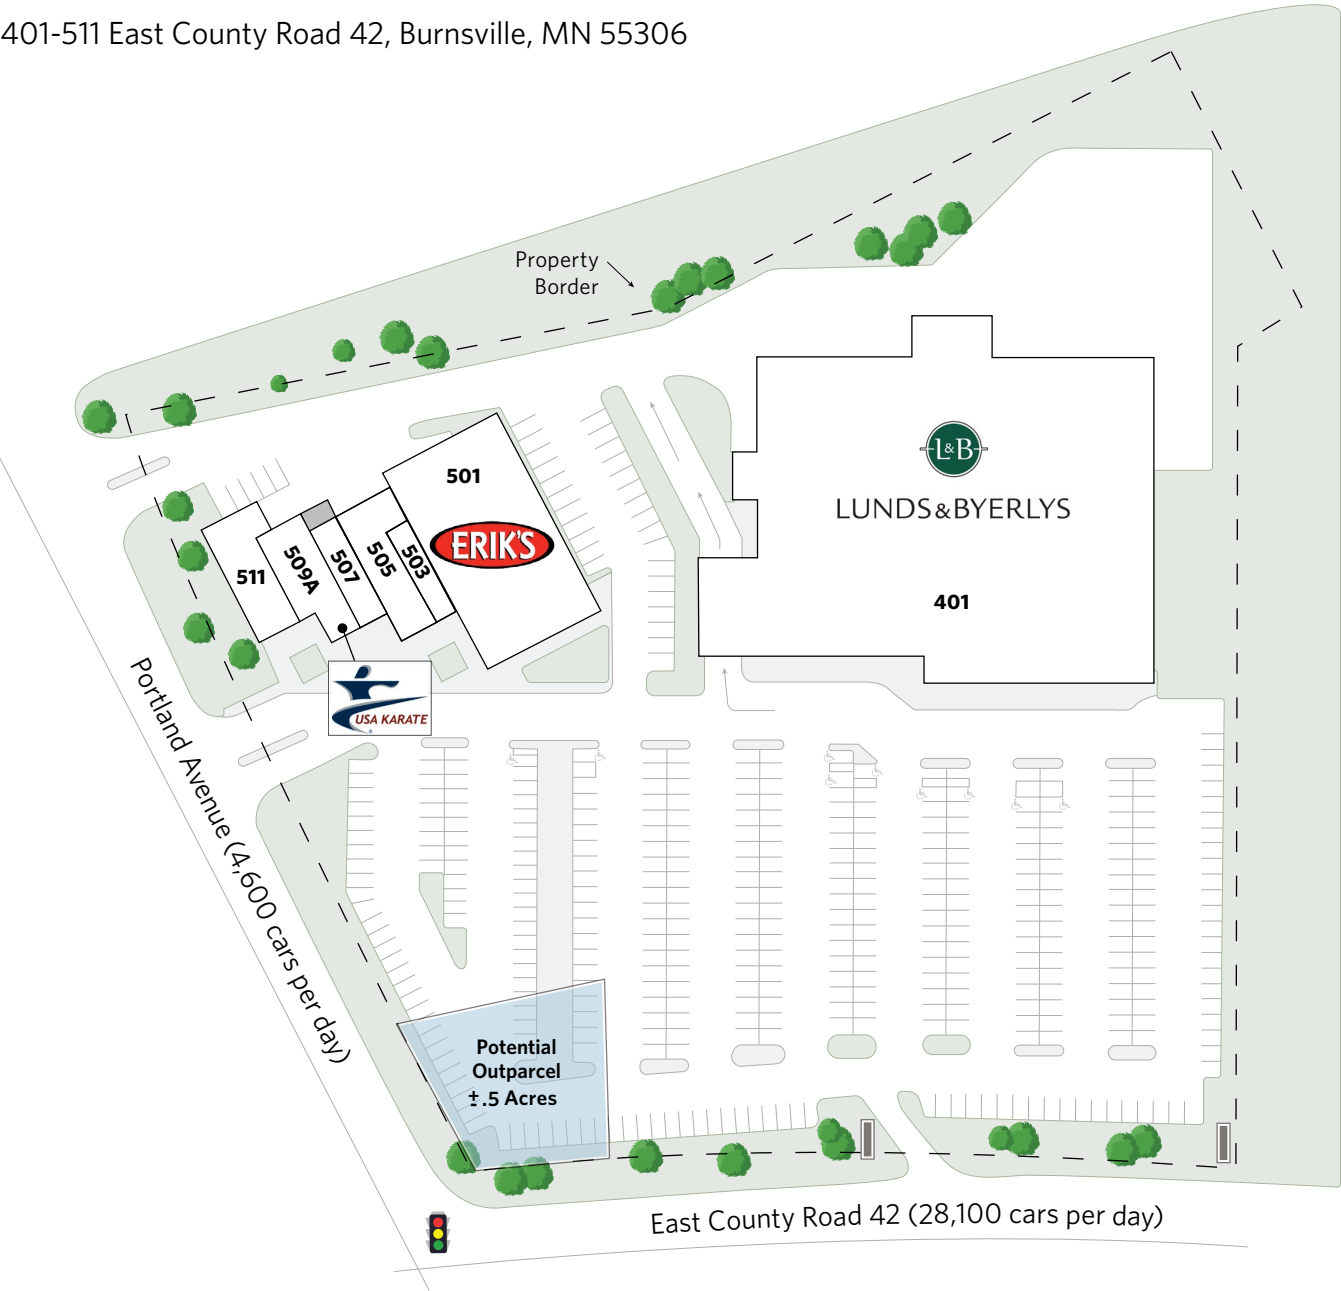 401-511 East County Road 42, Burnsville, MN 55306
Property
Border
501
ERIK'S
503
505
507
509A
511
USA KARATE
L&B
LUNDS&BYERLYS
401
Portland Avenue (4,600 cars per day)
Potential
Outparcel
±.5 Acres
East County Road 42 (28,100 cars per day)